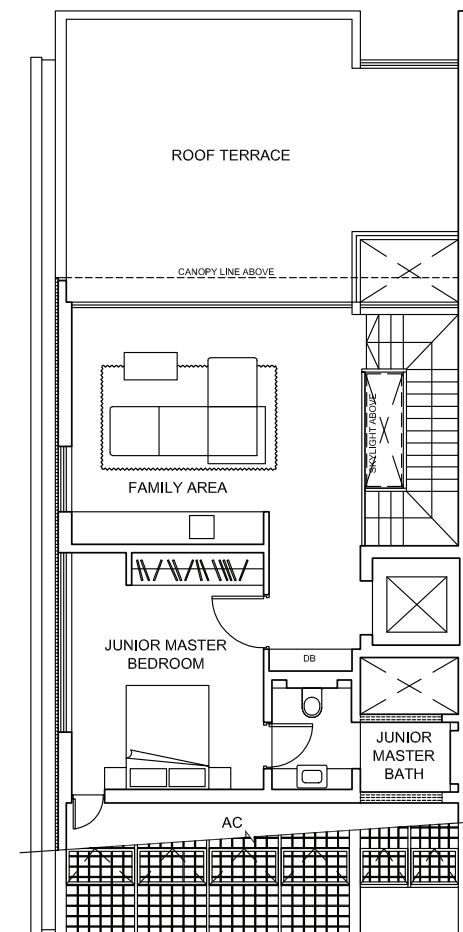 ROOF TERRACE
CANOPY LINE ABOVE
SKYLIGHT ABOVE
FAMILY AREA
JUNIOR MASTER
BEDROOM
DB
JUNIOR
MASTER
BATH
AC